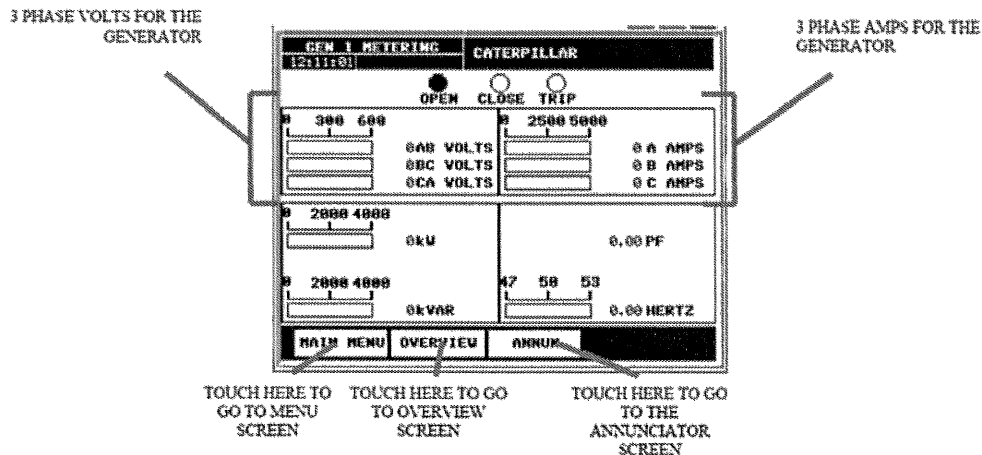 3 PHASE VOLTS FOR THE
GENERATOR
3 PHASE AMPS FOR THE
GENERATOR
GEN 1 METERING
CATERPILLAR
12:11:01
OPEN CLOSE TRIP
0 300 600
0AB VOLTS
0BC VOLTS
0CA VOLTS
0 2500 5000
0 A AMPS
0 B AMPS
0 C AMPS
0 2000 4000
0kW
0.00 PF
0 2000 4000
0kVAR
47 50 53
0.00 HERTZ
MAIN MENU OVERVIEW ANNUN
TOUCH HERE TO
GO TO MENU
SCREEN
TOUCH HERE TO GO
TO OVERVIEW
SCREEN
TOUCH HERE TO GO
TO THE
ANNUNCIATOR
SCREEN